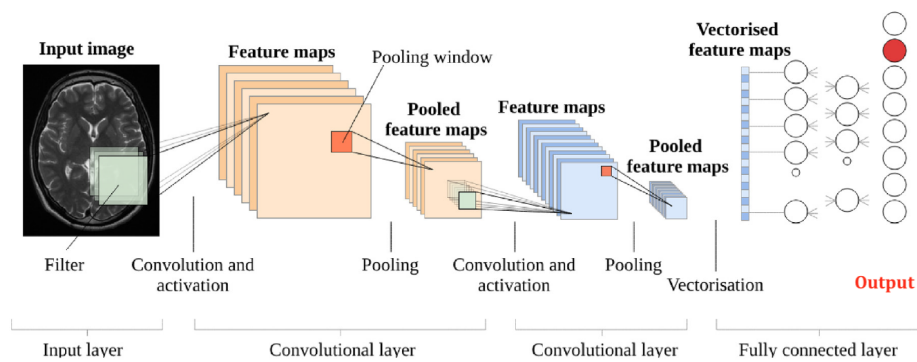 Input image
Feature maps
Pooling window
Pooled
feature maps
Feature maps
Pooled
feature maps
Vectorised
feature maps
Filter
Convolution and
activation
Pooling
Convolution and
activation
Pooling
Vectorisation
Output
Input layer
Convolutional layer
Convolutional layer
Fully connected layer